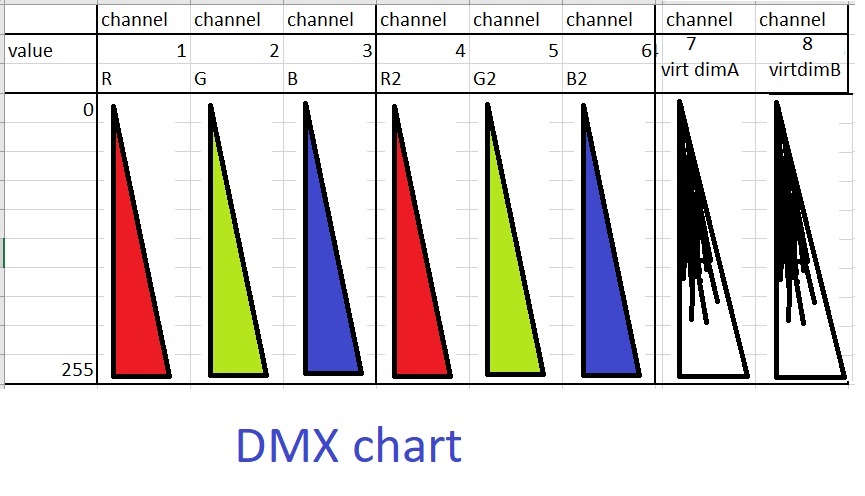 channel channel channel channel channel channel channel channel
value 1 2 3 4 5 6 7 8
R G B R2 G2 B2 virt dimA virtdimB
0
255
DMX chart